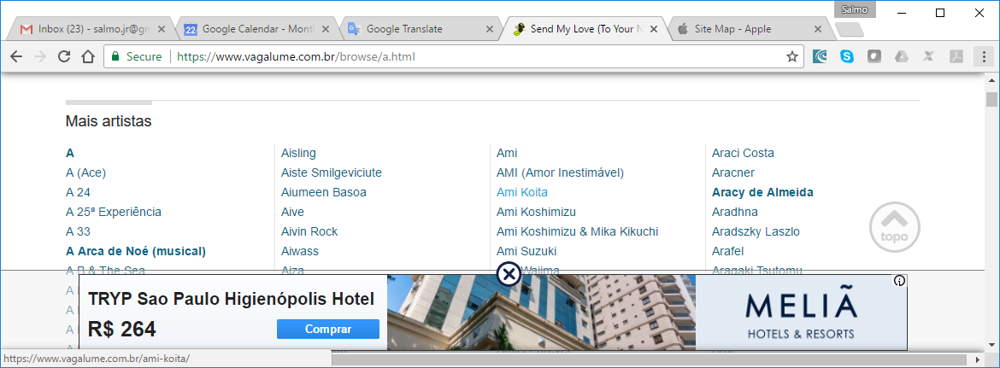 Salmo
Inbox (23) - salmo.jr@gm
Google Calendar - Mont
Google Translate
Send My Love (To Your N
Site Map - Apple
Secure
https://www.vagalume.com.br/browse/a.html
Mais artistas
A
A (Ace)
A 24
A 25ª Experiência
A 33
A Arca de Noé (musical)
A B & The Sea
Aisling
Aiste Smilgeviciute
Aiumeen Basoa
Aive
Aivin Rock
Aiwass
Aiza
Ami
AMI (Amor Inestimável)
Ami Koita
Ami Koshimizu
Ami Koshimizu & Mika Kikuchi
Ami Suzuki
Wajima
Araci Costa
Aracner
Aracy de Almeida
Aradhna
Aradszky Laszlo
Arafel
Aragaki Tsutomu
topo
TRYP Sao Paulo Higienópolis Hotel
R$ 264
Comprar
MELIÃ
HOTELS & RESORTS
https://www.vagalume.com.br/ami-koita/